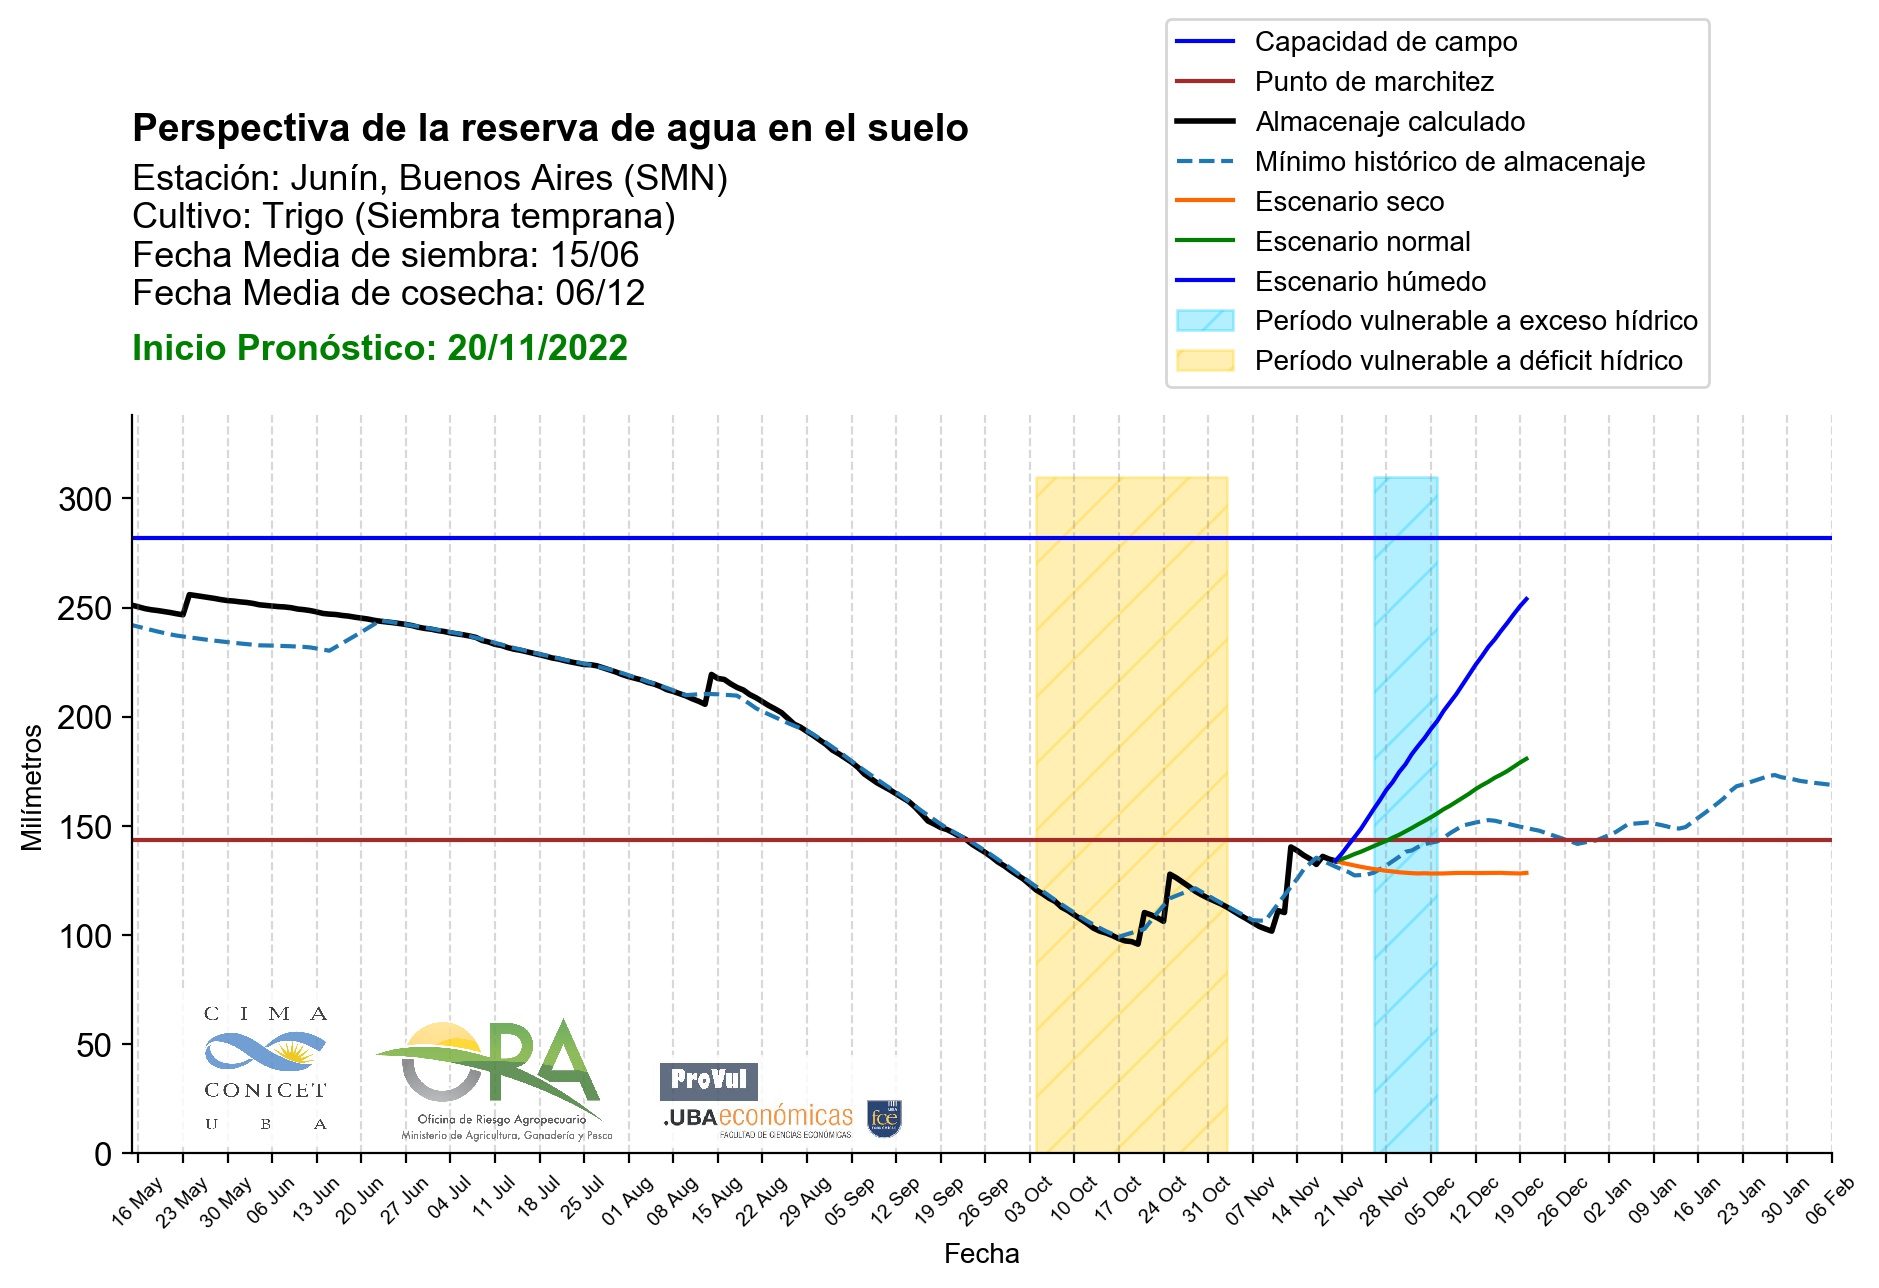 Capacidad de campo
Punto de marchitez
Almacenaje calculado
Mínimo histórico de almacenaje
Escenario seco
Escenario normal
Escenario húmedo
Período vulnerable a exceso hídrico
Período vulnerable a déficit hídrico
Perspectiva de la reserva de agua en el suelo
Estación: Junín, Buenos Aires (SMN)
Cultivo: Trigo (Siembra temprana)
Fecha Media de siembra: 15/06
Fecha Media de cosecha: 06/12
Inicio Pronóstico: 20/11/2022
Milímetros
300
250
200
150
100
50
0
CIMA
CONICET
UBA
ORA
Oficina de Riesgo Agropecuario
Ministerio de Agricultura, Ganadería y Pesca
ProVul
.UBAeconómicas
FACULTAD DE CIENCIAS ECONÓMICAS
fce
16 May 23 May 30 May 06 Jun 13 Jun 20 Jun 27 Jun 04 Jul 11 Jul 18 Jul 25 Jul 01 Aug 08 Aug 15 Aug 22 Aug 29 Aug 05 Sep 12 Sep 19 Sep 26 Sep 03 Oct 10 Oct 17 Oct 24 Oct 31 Oct 07 Nov 14 Nov 21 Nov 28 Nov 05 Dec 12 Dec 19 Dec 26 Dec 02 Jan 09 Jan 16 Jan 23 Jan 30 Jan 06 Feb
Fecha